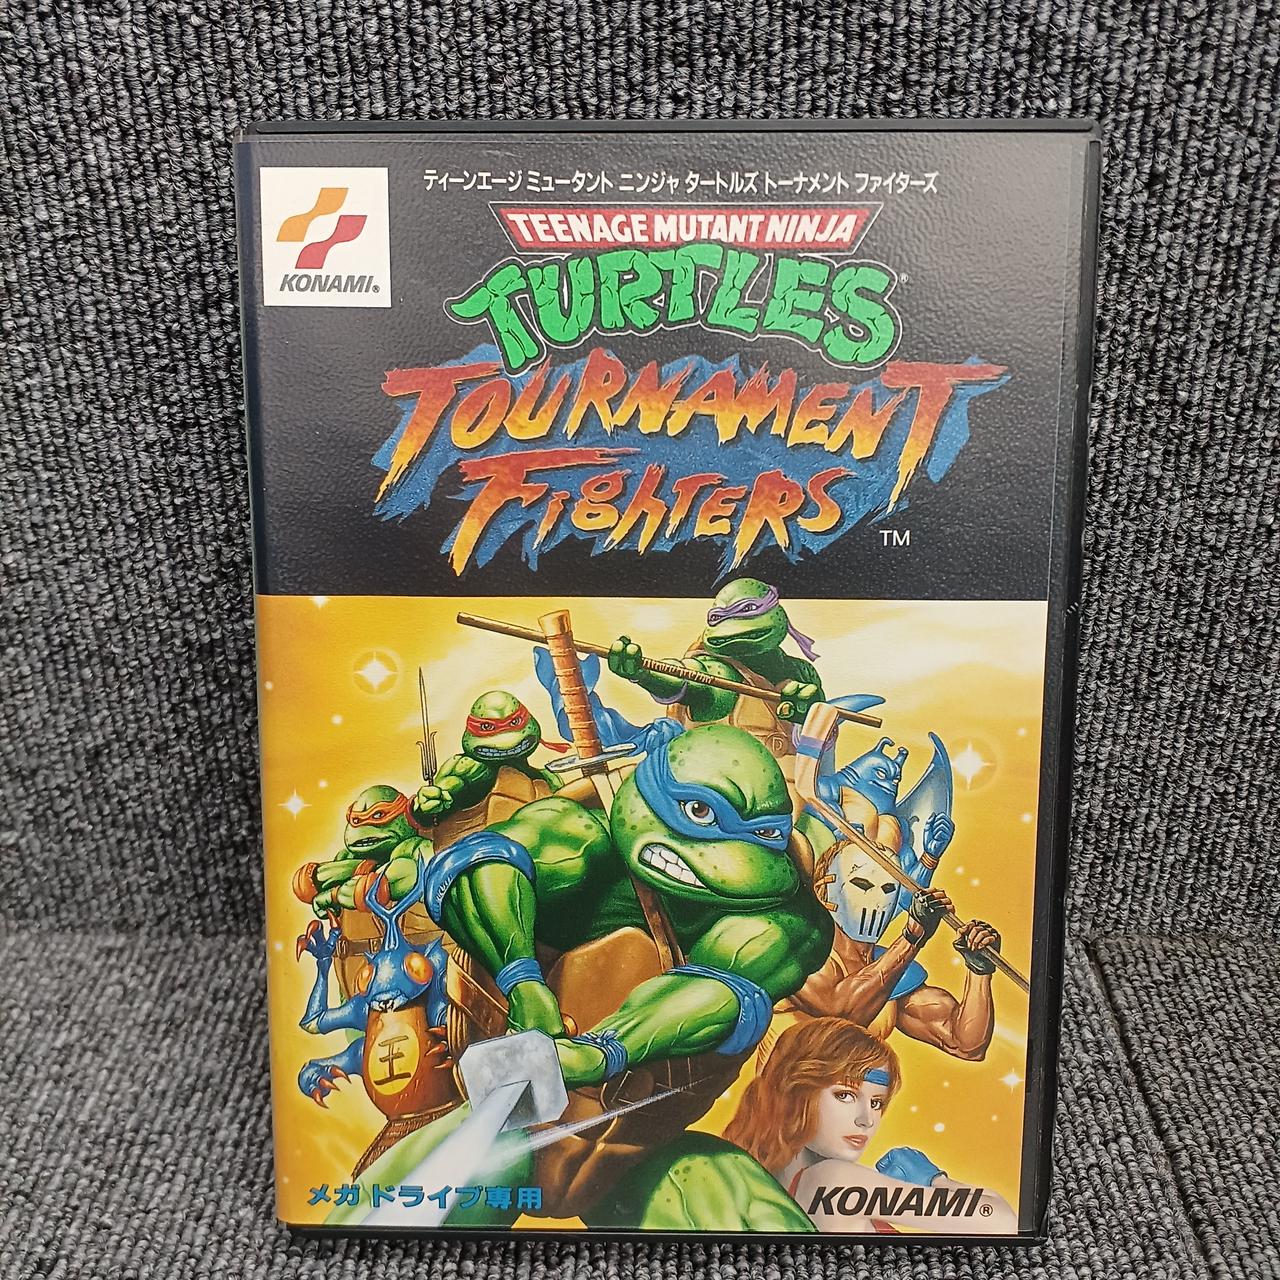 ティーンエージ ミュータント ニンジャ タートルズ トーナメント ファイターズ
KONAMI®
TEENAGE MUTANT NINJA
TURTLES®
TOURNAMENT
FIGHTERS™
D
王
メガドライブ専用
KONAMI®